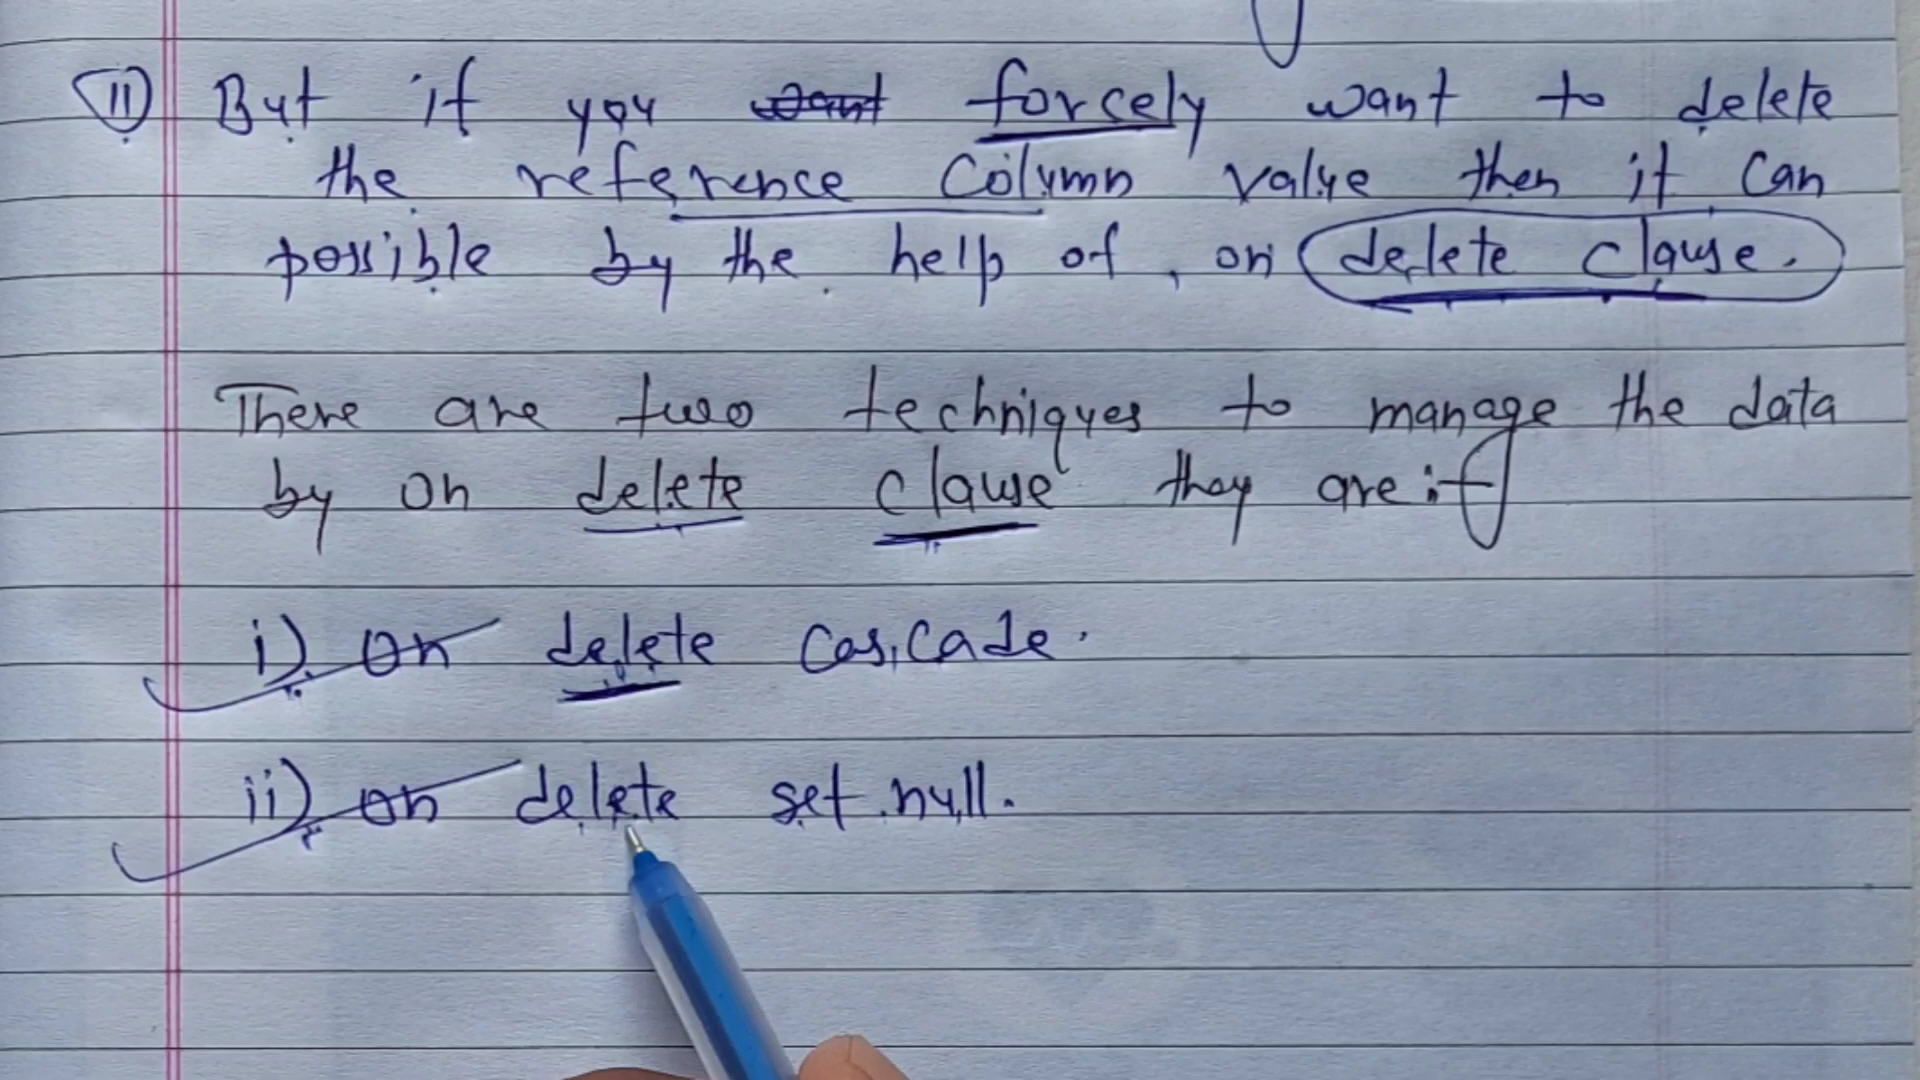 (11) But if you want forcely want to delete
the reference Column value then it can
possible by the help of, on delete clause.
There are two techniques to manage the data
by on delete clause they are :-
i) On delete Cascade.
ii) On delete set null.